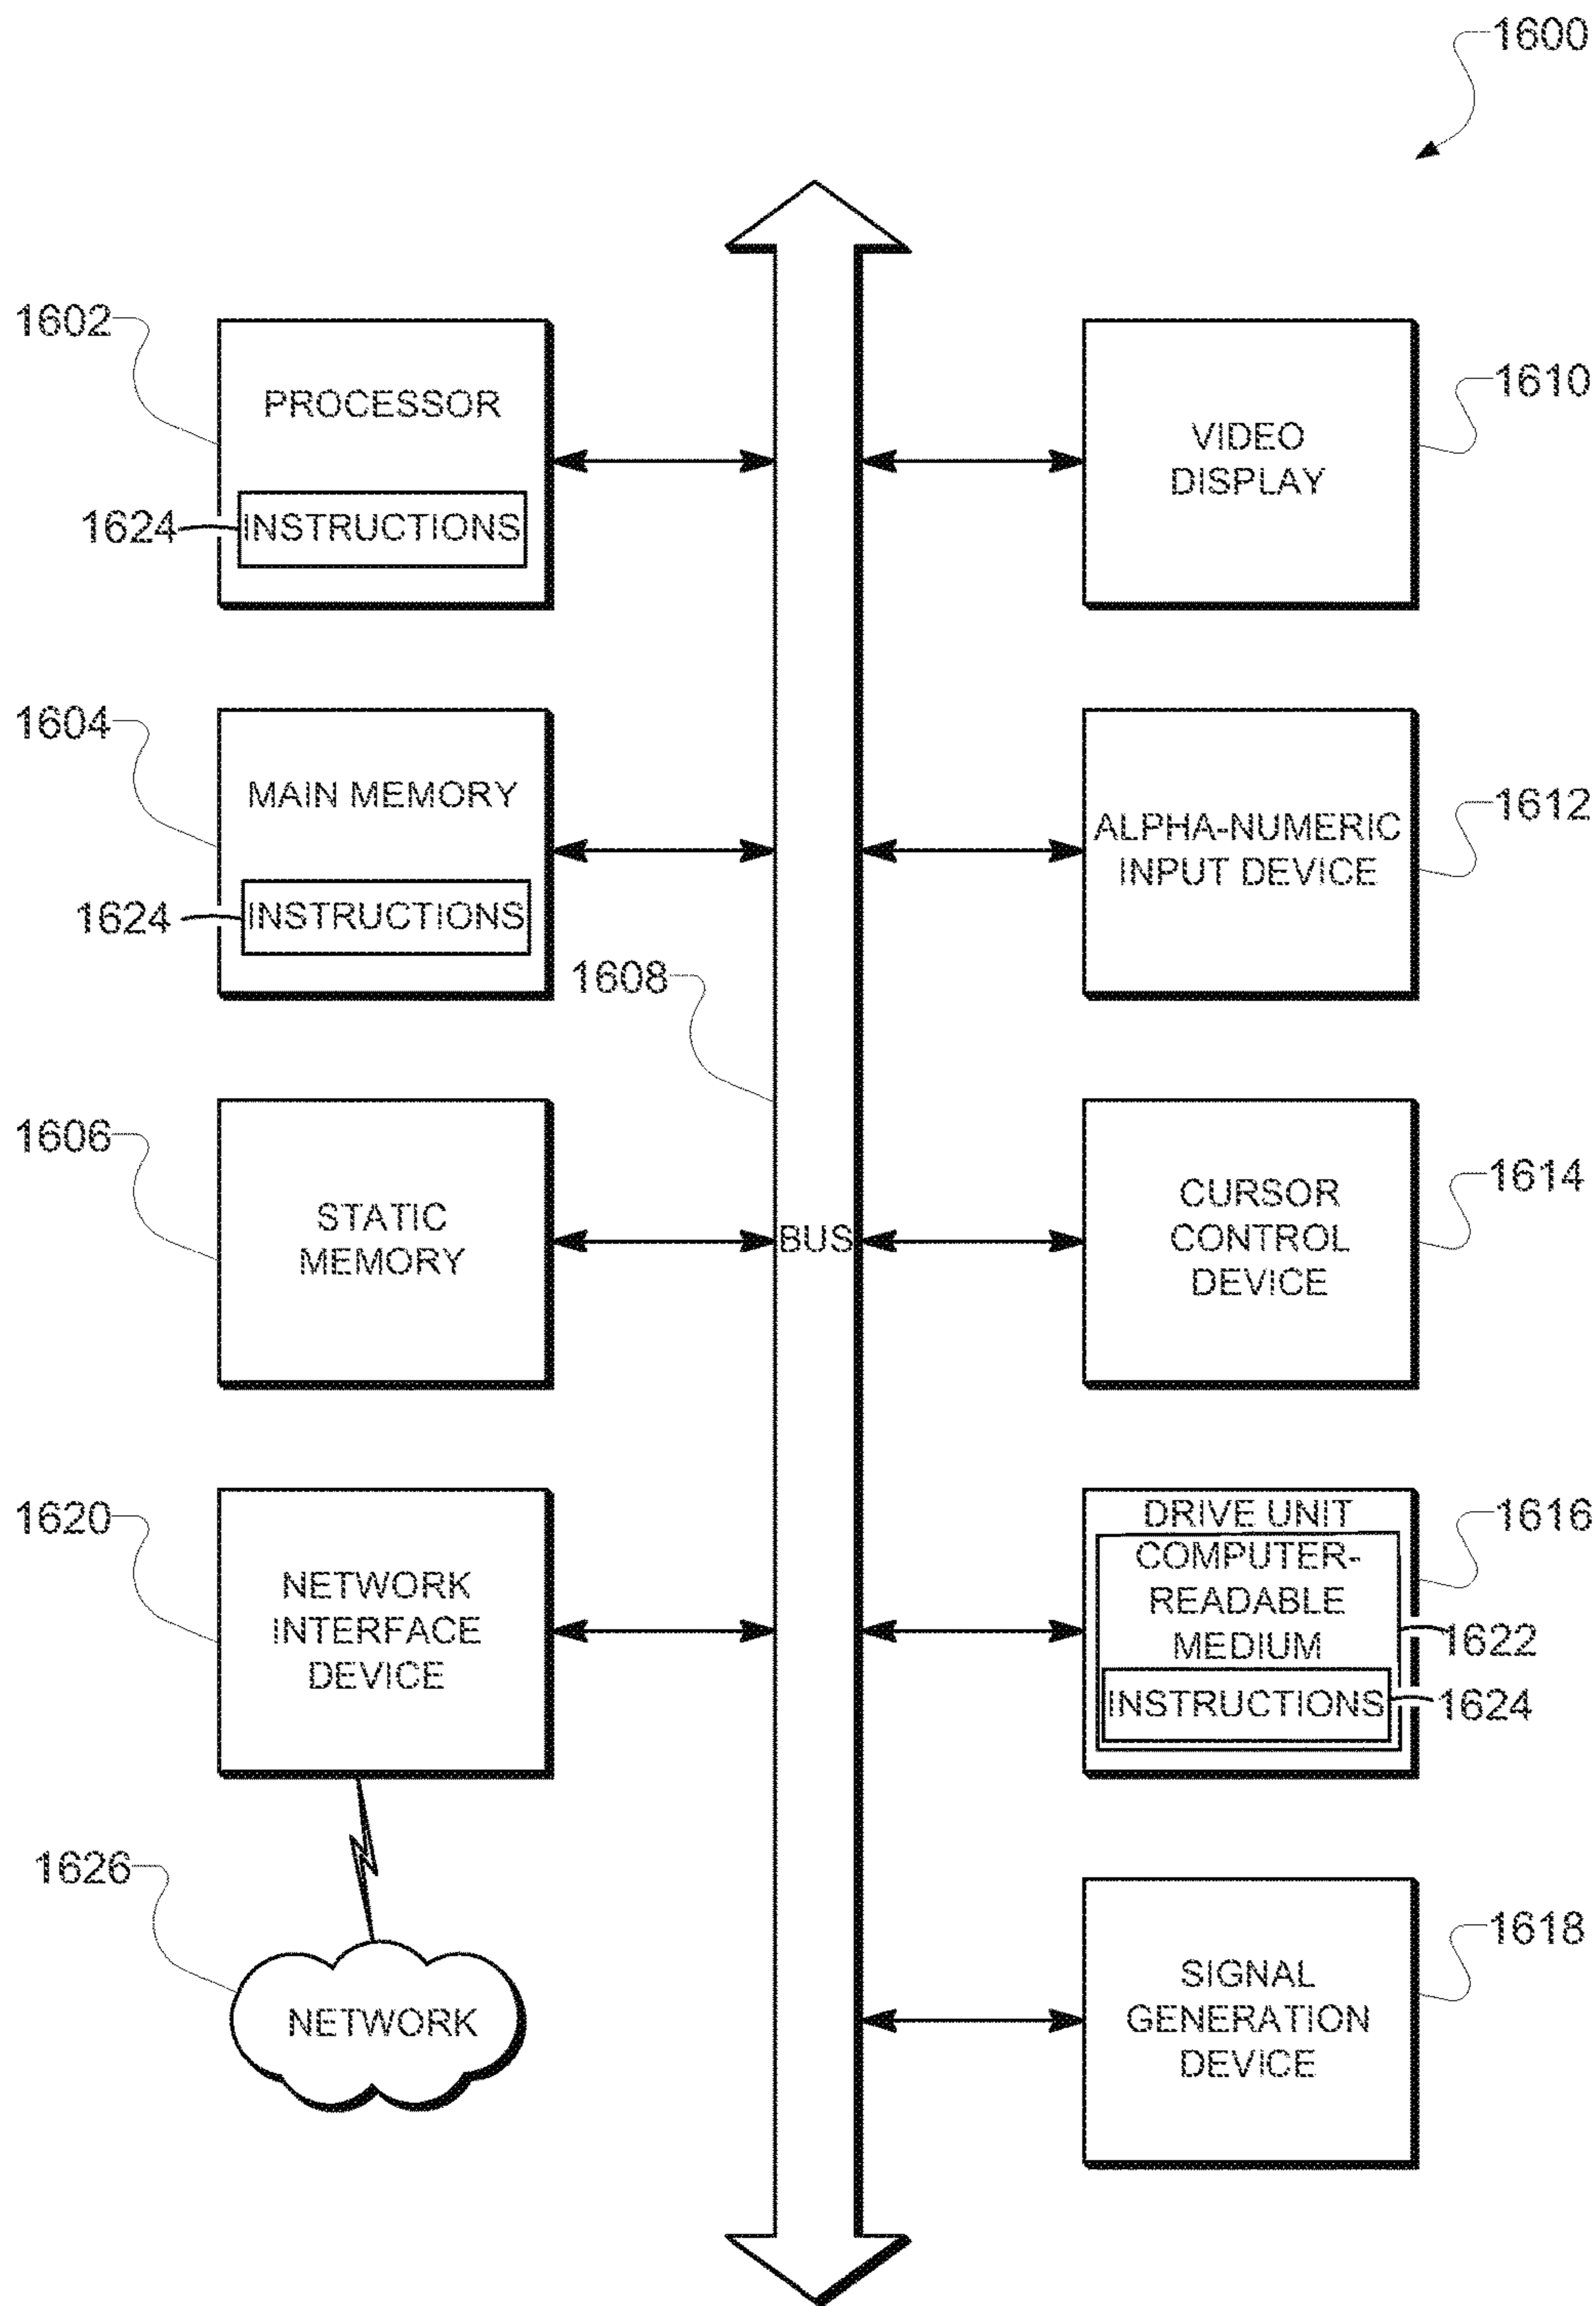 1600
1602
PROCESSOR
1624
INSTRUCTIONS
1610
VIDEO
DISPLAY
1604
MAIN MEMORY
1624
INSTRUCTIONS
1612
ALPHA-NUMERIC
INPUT DEVICE
1608
BUS
1606
STATIC
MEMORY
1614
CURSOR
CONTROL
DEVICE
1620
NETWORK
INTERFACE
DEVICE
1616
DRIVE UNIT
COMPUTER-
READABLE
MEDIUM
1622
INSTRUCTIONS
1624
1626
NETWORK
1618
SIGNAL
GENERATION
DEVICE